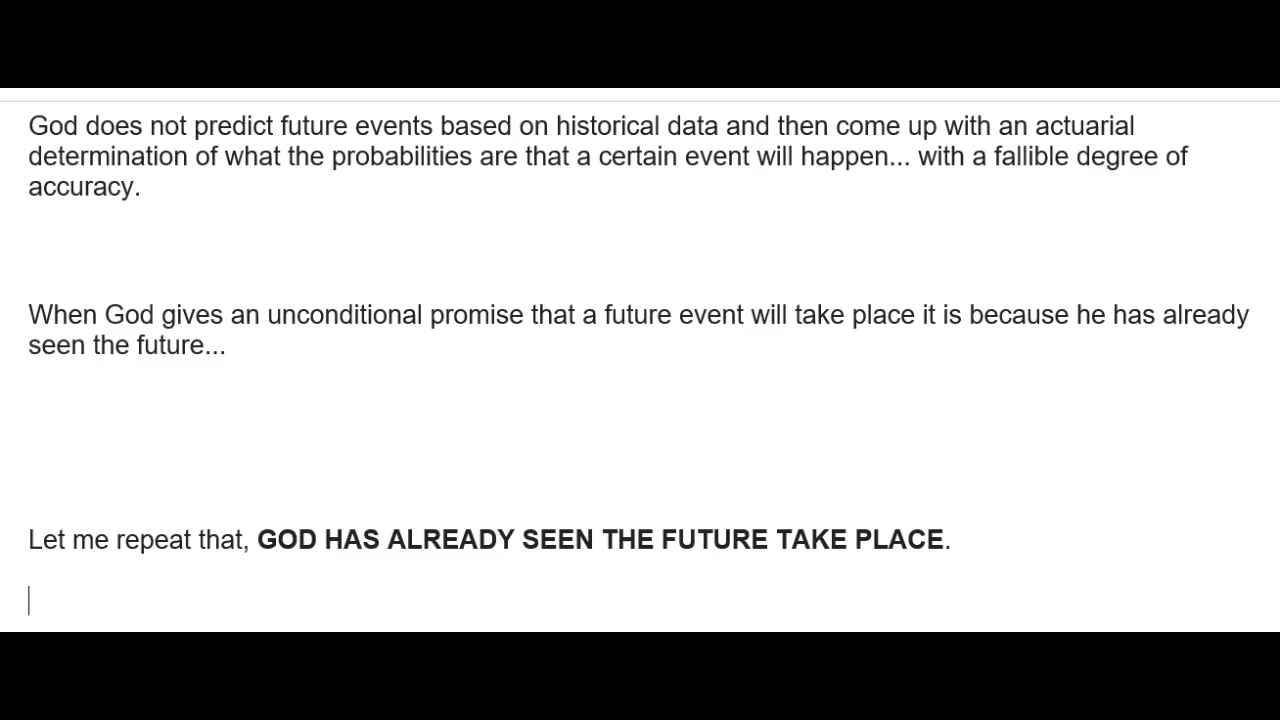 God does not predict future events based on historical data and then come up with an actuarial
determination of what the probabilities are that a certain event will happen... with a fallible degree of
accuracy.
When God gives an unconditional promise that a future event will take place it is because he has already
seen the future...
Let me repeat that, GOD HAS ALREADY SEEN THE FUTURE TAKE PLACE.